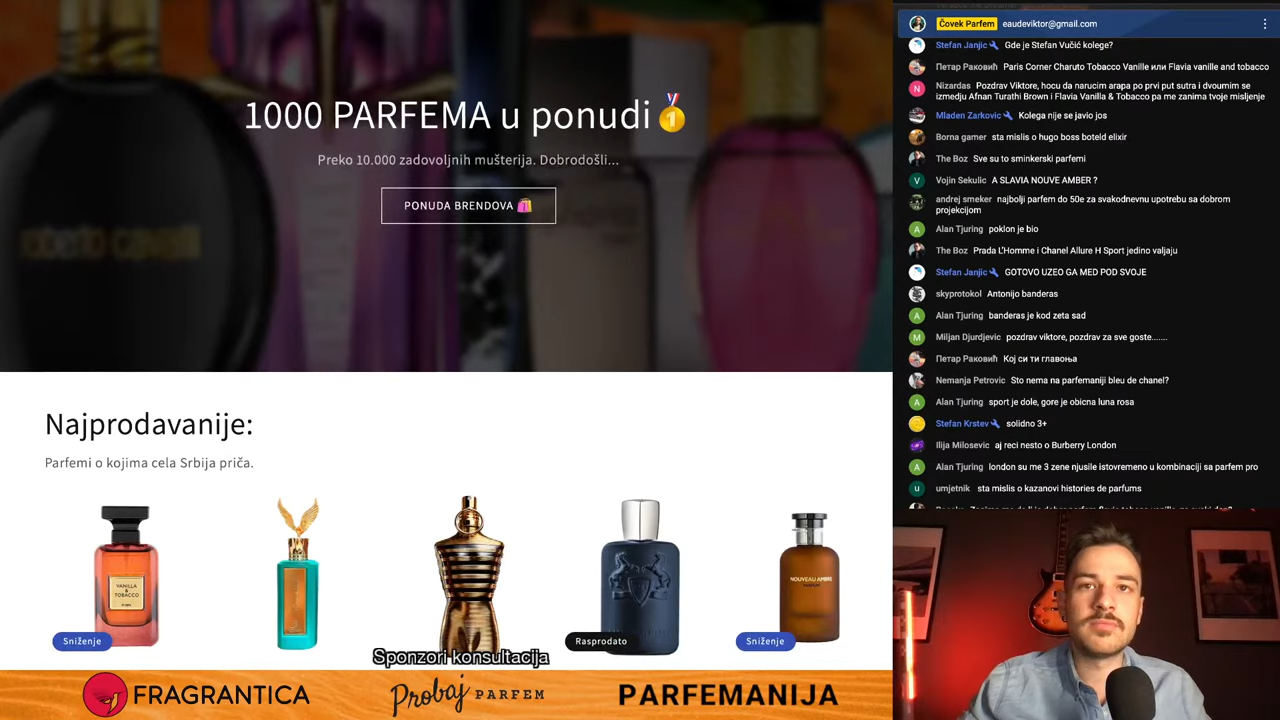 1000 PARFEMA u ponudi🏅
Preko 10.000 zadovoljnih mušterija. Dobrodošli...
PONUDA BRENDOVA 🛍️
Najprodavanije:
Parfemi o kojima cela Srbija priča.
VANILLA
&
TOBACCO
NOUVEAU AMBRE
Sniženje
Rasprodato
Sniženje
Sponzori konsultacija
FRAGRANTICA
Probaj PARFEM
PARFEMANIJA
Čovek Parfem eaudeviktor@gmail.com
Stefan Janjic Gde je Stefan Vučić kolege?
Петар Раковић Paris Corner Charuto Tobacco Vanille или Flavia vanille and tobacco
Nizardas Pozdrav Viktore, hocu da narucim arapa po prvi put sutra i dvoumim se
izmedju Afnan Turathi Brown i Flavia Vanilla & Tobacco pa me zanima tvoje misljenje
Mladen Zarkovic Kolega nije se javio jos
Borna gamer sta mislis o hugo boss boteld elixir
The Boz Sve su to sminkerski parfemi
Vojin Sekulic A SLAVIA NOUVE AMBER ?
andrej smeker najbolji parfem do 50e za svakodnevnu upotrebu sa dobrom
projekcijom
Alan Tjuring poklon je bio
The Boz Prada L'Homme i Chanel Allure H Sport jedino valjaju
Stefan Janjic GOTOVO UZEO GA MED POD SVOJE
skyprotokol Antonijo banderas
Alan Tjuring banderas je kod zeta sad
Miljan Djurdjevic pozdrav viktore, pozdrav za sve goste.......
Петар Раковић Кој си ти главоња
Nemanja Petrovic Sto nema na parfemaniji bleu de chanel?
Alan Tjuring sport je dole, gore je obicna luna rosa
Stefan Krstev solidno 3+
Ilija Milosevic aj reci nesto o Burberry London
Alan Tjuring london su me 3 zene njusile istovremeno u kombinaciji sa parfem pro
umjetnik sta mislis o kazanovi histories de parfums